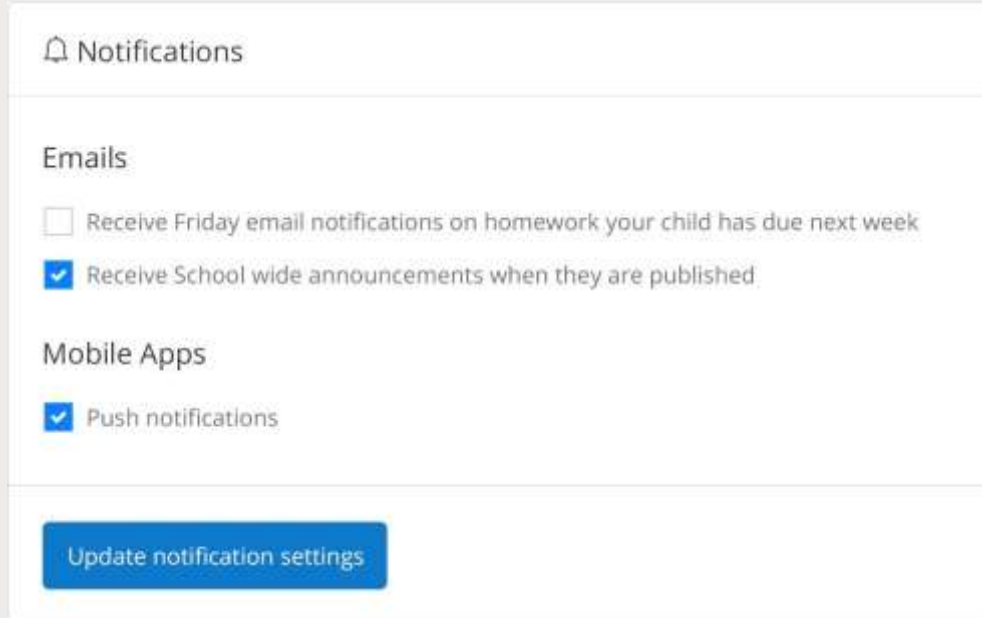 Notifications
Emails
Receive Friday email notifications on homework your child has due next week
Receive School wide announcements when they are published
Mobile Apps
Push notifications
Update notification settings